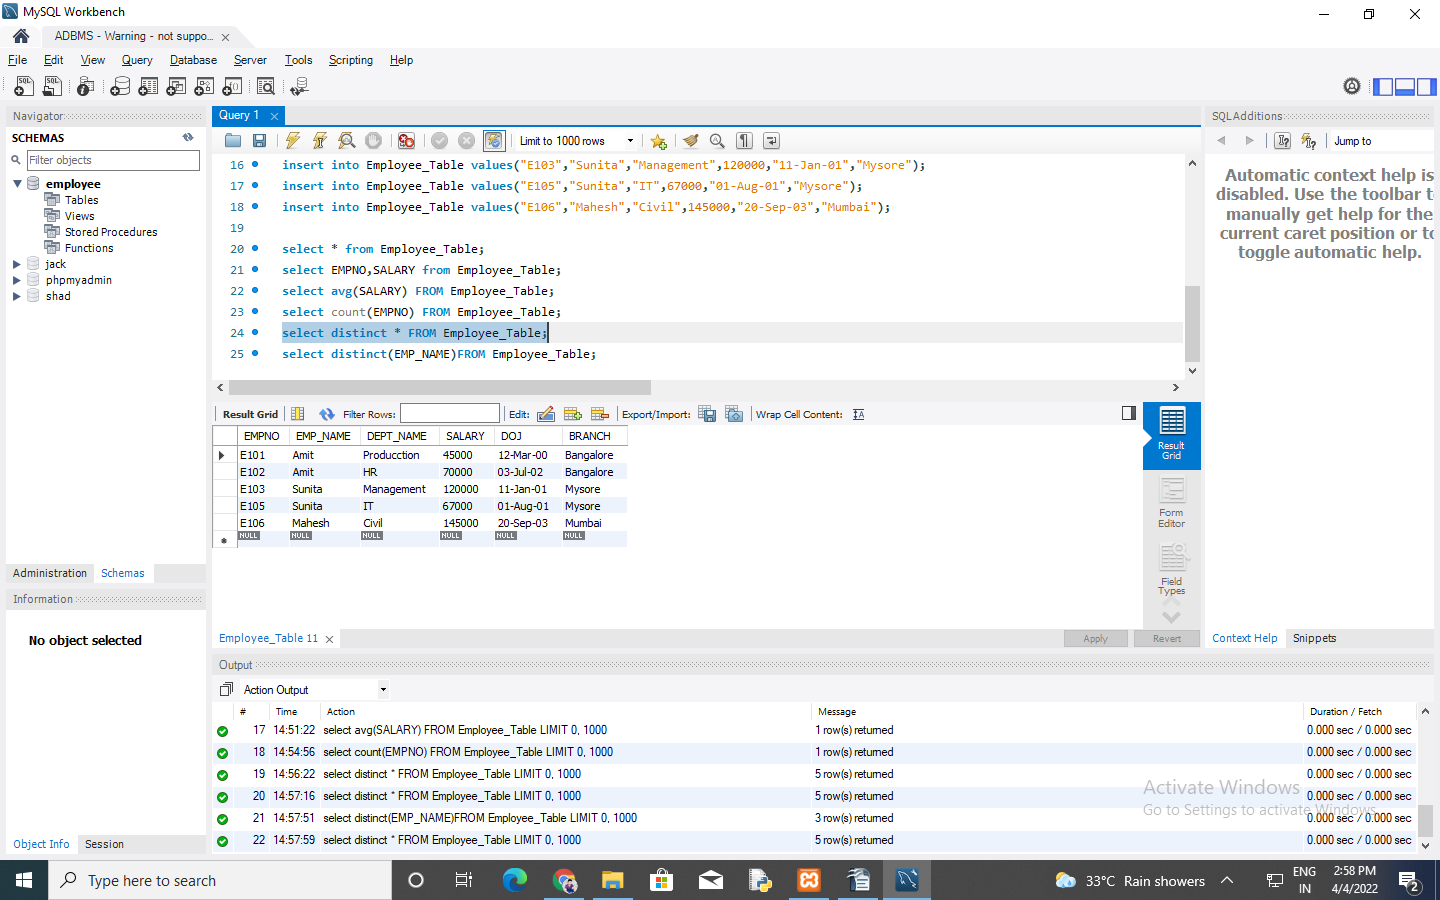 MySQL Workbench
ADBMS - Warning - not suppo...
File Edit View Query Database Server Tools Scripting Help
Navigator
SCHEMAS
Filter objects
employee
Tables
Views
Stored Procedures
Functions
jack
phpmyadmin
shad
Administration Schemas
Information
No object selected
Object Info Session
Query 1
Limit to 1000 rows
16 insert into Employee_Table values("E103","Sunita","Management",120000,"11-Jan-01","Mysore");
17 insert into Employee_Table values("E105","Sunita","IT",67000,"01-Aug-01","Mysore");
18 insert into Employee_Table values("E106","Mahesh","Civil",145000,"20-Sep-03","Mumbai");
19
20 select * from Employee_Table;
21 select EMPNO,SALARY from Employee_Table;
22 select avg(SALARY) FROM Employee_Table;
23 select count(EMPNO) FROM Employee_Table;
24 select distinct * FROM Employee_Table;
25 select distinct(EMP_NAME)FROM Employee_Table;
Result Grid Filter Rows: Edit: Export/Import: Wrap Cell Content:
EMPNO EMP_NAME DEPT_NAME SALARY DOJ BRANCH
E101 Amit Producction 45000 12-Mar-00 Bangalore
E102 Amit HR 70000 03-Jul-02 Bangalore
E103 Sunita Management 120000 11-Jan-01 Mysore
E105 Sunita IT 67000 01-Aug-01 Mysore
E106 Mahesh Civil 145000 20-Sep-03 Mumbai
NULL NULL NULL NULL NULL NULL
Result
Grid
Form
Editor
Field
Types
Employee_Table 11
Apply Revert
SQLAdditions
Jump to
Automatic context help is
disabled. Use the toolbar t
manually get help for the
current caret position or to
toggle automatic help.
Context Help Snippets
Output
Action Output
# Time Action Message Duration / Fetch
17 14:51:22 select avg(SALARY) FROM Employee_Table LIMIT 0, 1000 1 row(s) returned 0.000 sec / 0.000 sec
18 14:54:56 select count(EMPNO) FROM Employee_Table LIMIT 0, 1000 1 row(s) returned 0.000 sec / 0.000 sec
19 14:56:22 select distinct * FROM Employee_Table LIMIT 0, 1000 5 row(s) returned 0.000 sec / 0.000 sec
20 14:57:16 select distinct * FROM Employee_Table LIMIT 0, 1000 5 row(s) returned 0.000 sec / 0.000 sec
21 14:57:51 select distinct(EMP_NAME)FROM Employee_Table LIMIT 0, 1000 3 row(s) returned 0.000 sec / 0.000 sec
22 14:57:59 select distinct * FROM Employee_Table LIMIT 0, 1000 5 row(s) returned 0.000 sec / 0.000 sec
Activate Windows
Go to Settings to activate Windows.
Type here to search
33°C Rain showers
ENG
IN
2:58 PM
4/4/2022
2